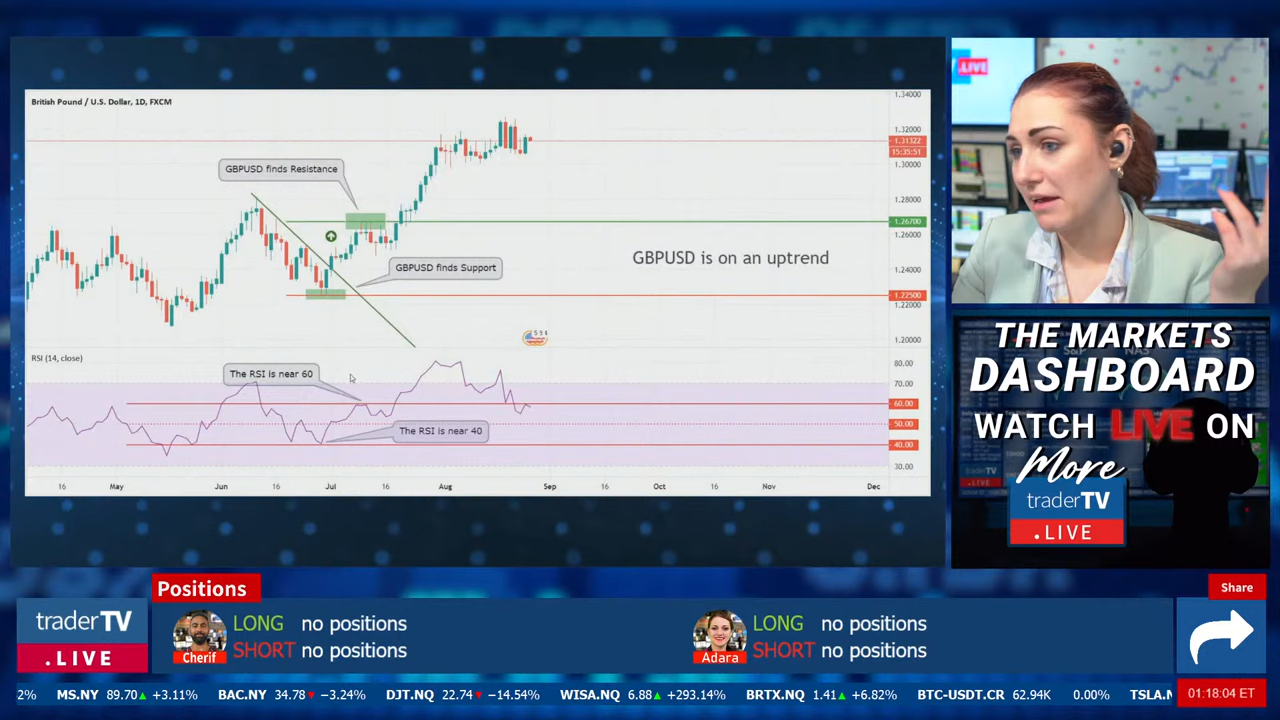 .LIVE
British Pound / U.S. Dollar, 1D, FXCM
1.34000
1.32000
1.31322
15:35:51
1.30000
GBPUSD finds Resistance
1.28000
1.26700
1.26000
GBPUSD is on an uptrend
GBPUSD finds Support
1.24000
1.22500
1.22000
1.20000
RSI (14, close)
80.00
The RSI is near 60
70.00
60.00
50.00
The RSI is near 40
40.00
30.00
16 May Jun 16 Jul 16 Aug Sep 16 Oct 16 Nov Dec
THE MARKETS
DASHBOARD
WATCH LIVE ON
More
traderTV
.LIVE
Positions
Share
traderTV
.LIVE
Cherif
LONG no positions
SHORT no positions
Adara
LONG no positions
SHORT no positions
2% MS.NY 89.70 +3.11% BAC.NY 34.78 −3.24% DJT.NQ 22.74 −14.54% WISA.NQ 6.88 +293.14% BRTX.NQ 1.41 +6.82% BTC-USDT.CR 62.94K 0.00% TSLA.N
01:18:04 ET